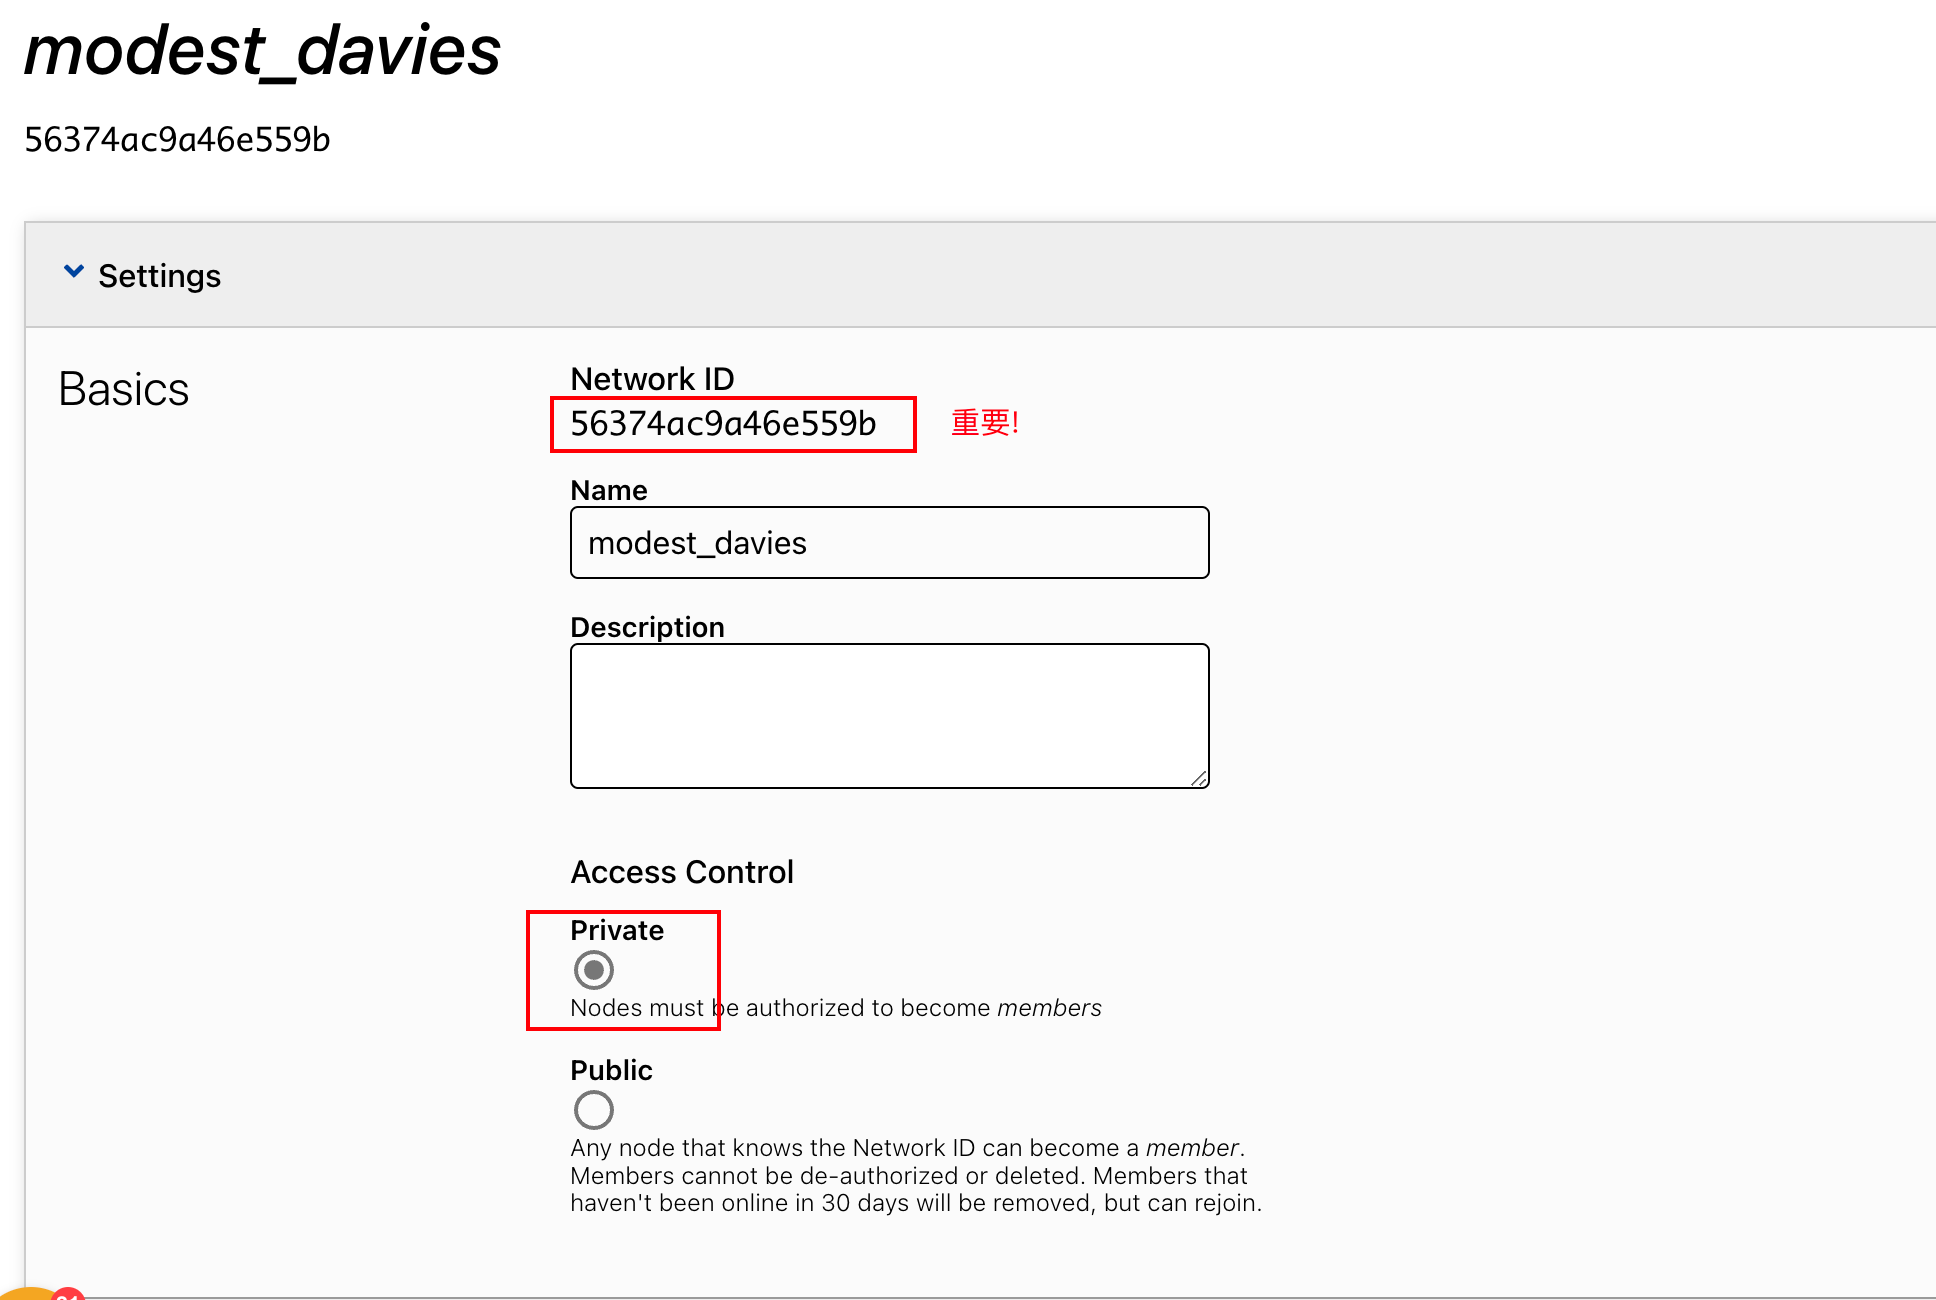 modest_davies
56374ac9a46e559b
Settings
Basics
Network ID
56374ac9a46e559b
重要!
Name
modest_davies
Description
Access Control
Private
Nodes must be authorized to become members
Public
Any node that knows the Network ID can become a member.
Members cannot be de-authorized or deleted. Members that
haven't been online in 30 days will be removed, but can rejoin.